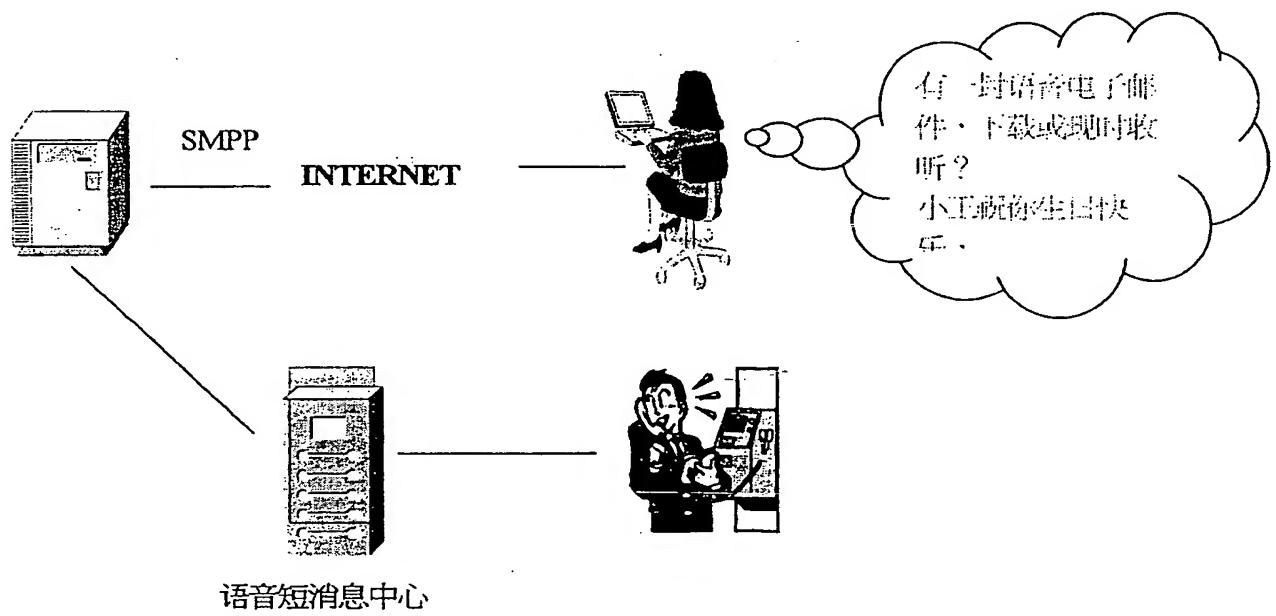 SMPP
INTERNET
有一封语音电子邮
件，下载或现时收
听？
小王祝你生日快
乐．
语音短消息中心